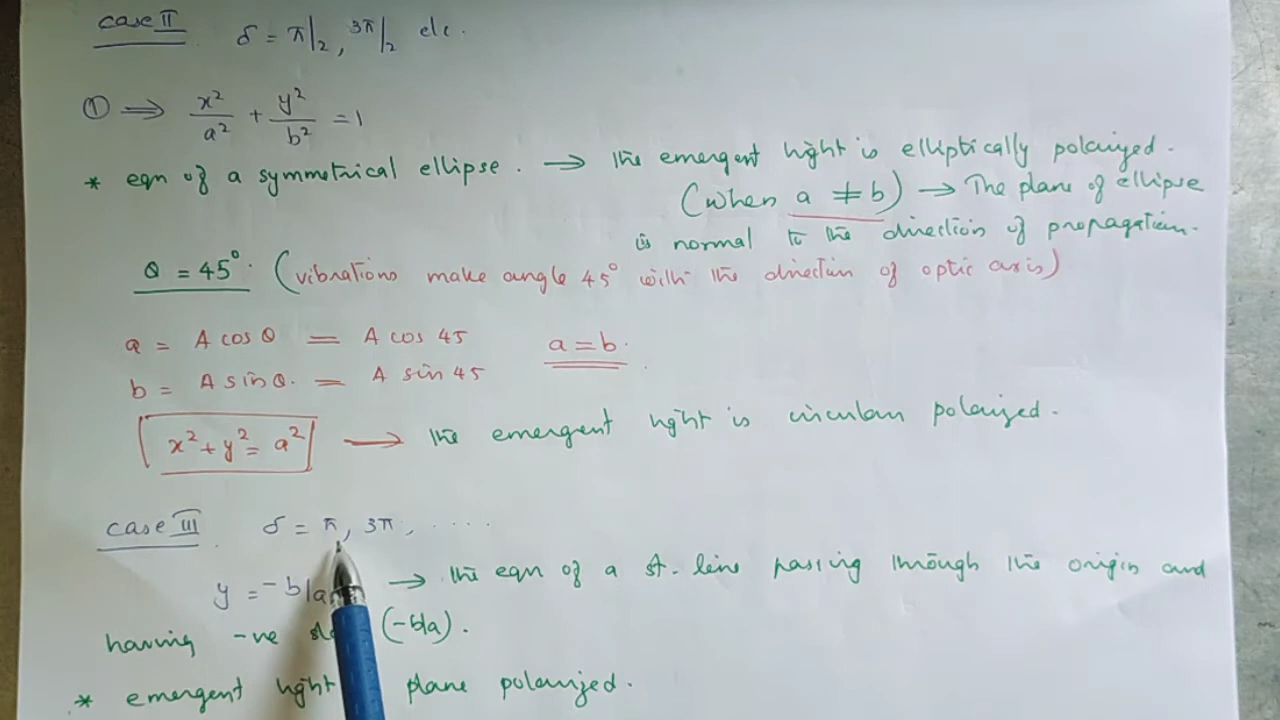 case II δ = π/2, 3π/2 etc.
① ⟹ x²/a² + y²/b² = 1
* eqn of a symmetrical ellipse. → the emergent light is elliptically polarized.
(when a ≠ b) → The plane of ellipse
is normal to the direction of propagation.
θ = 45°. (vibrations make angle 45° with the direction of optic axis)
a = A cos θ = A cos 45 a = b.
b = A sin θ. = A sin 45
x² + y² = a² → the emergent light is circular polarized.
case III δ = π, 3π, ....
y = -b/a → the eqn of a st. line passing through the origin and
having -ve (-b/a).
* emergent light plane polarized.